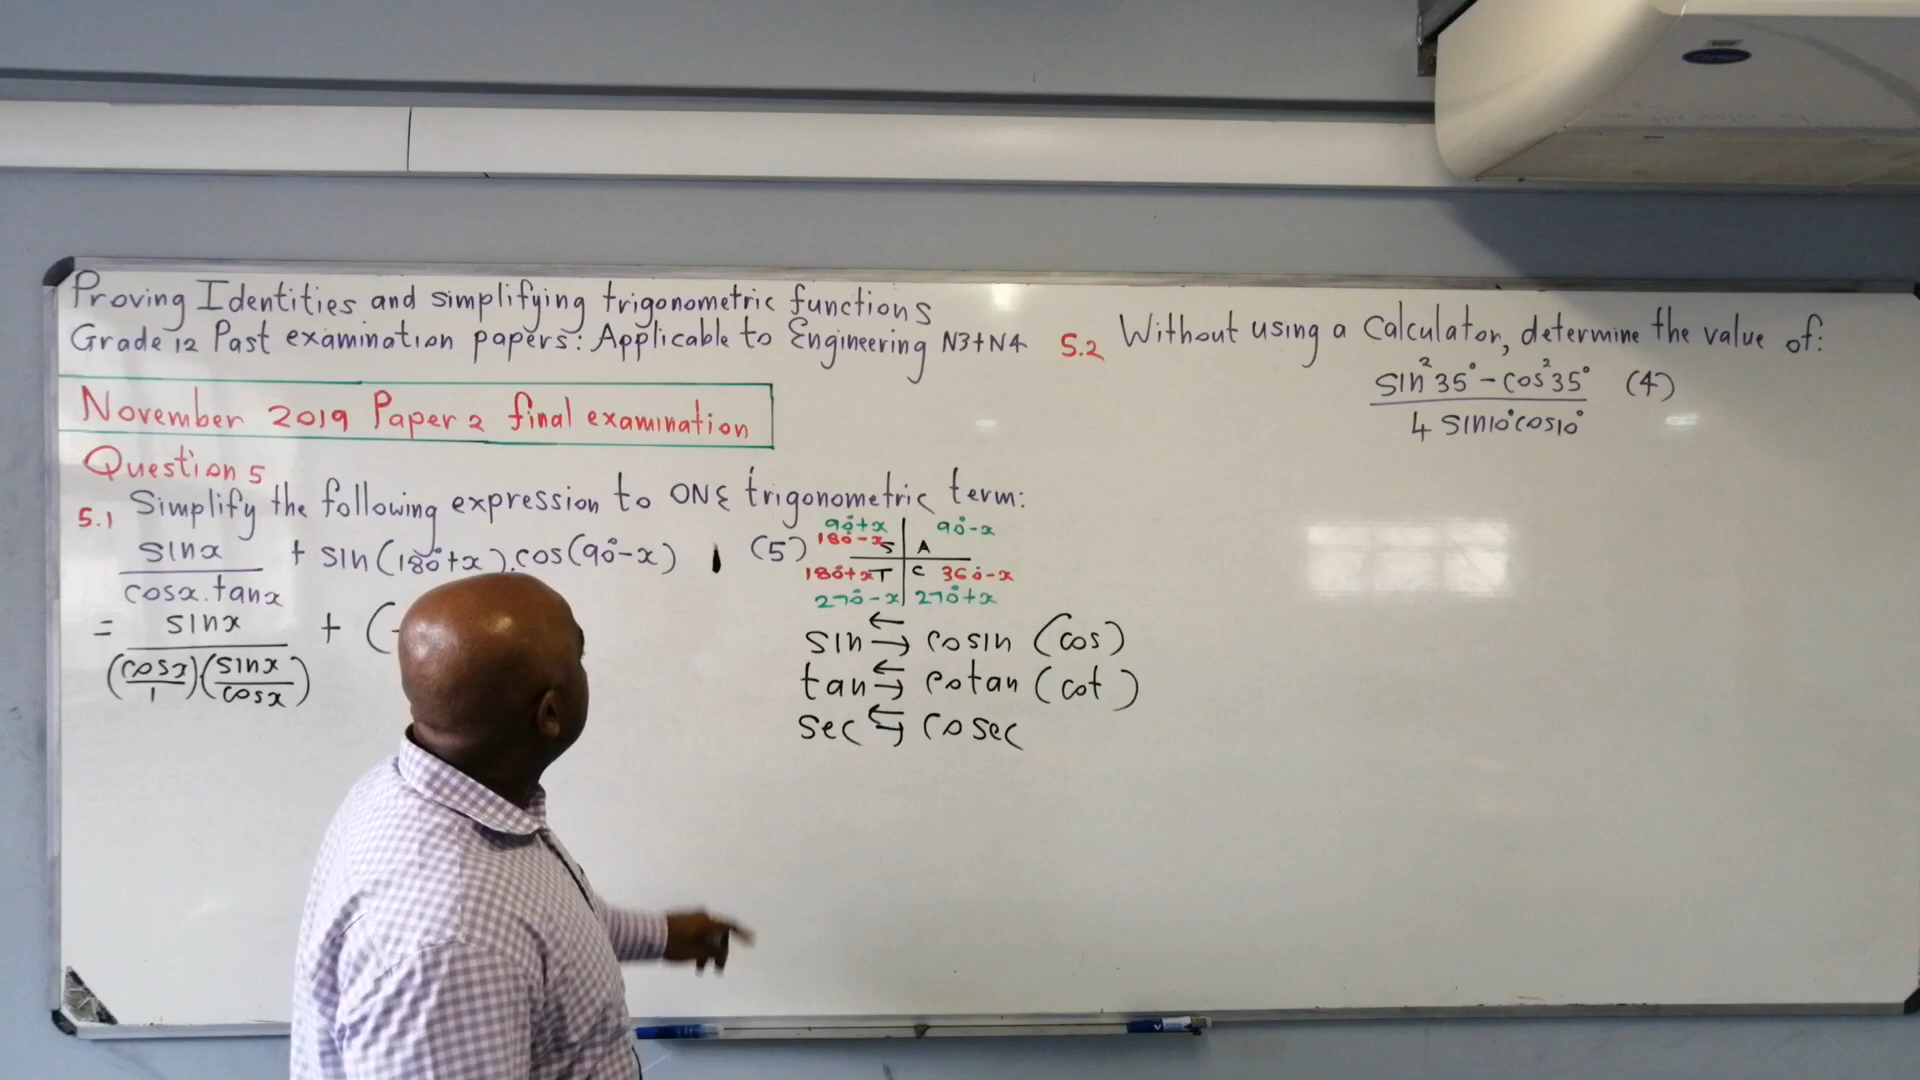 Proving Identities and simplifying trigonometric functions
Grade 12 Past examination papers: Applicable to Engineering N3+N4
November 2019 Paper 2 final examination
Question 5
5.1 Simplify the following expression to ONE trigonometric term:
sinx / cosx.tanx + sin(180°+x).cos(90°-x) (5)
= sinx / (cosx/1)(sinx/cosx) + (-
90°+x 90°-x
180°-x S A
180°+x T C 360°-x
270°-x 270°+x
sin ⇄ cosin (cos)
tan ⇄ cotan (cot)
sec ⇄ cosec
5.2 Without using a Calculator, determine the value of:
sin²35° - cos²35° (4)
4 sin10°cos10°